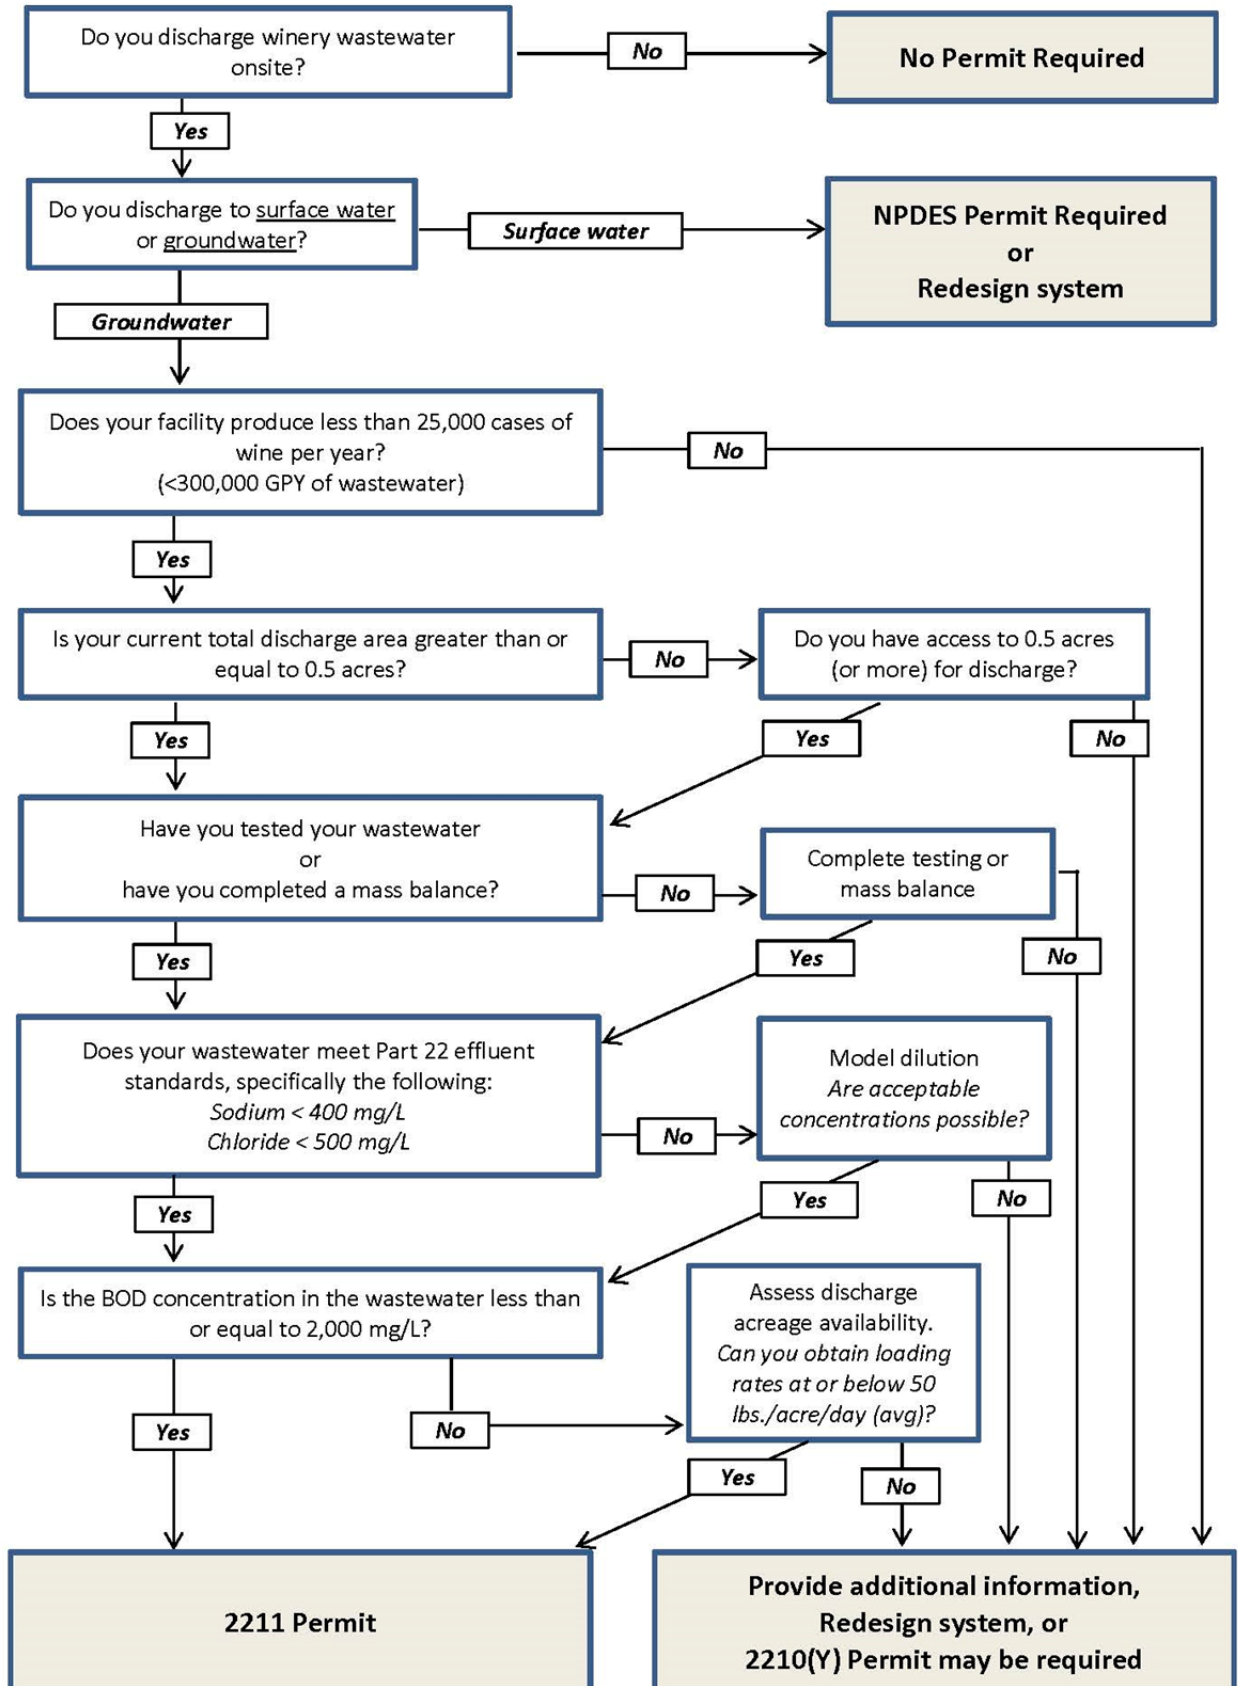 Do you discharge winery wastewater
onsite?
No
No Permit Required
Yes
Do you discharge to surface water
or groundwater?
Surface water
NPDES Permit Required
or
Redesign system
Groundwater
Does your facility produce less than 25,000 cases of
wine per year?
(<300,000 GPY of wastewater)
No
Yes
Is your current total discharge area greater than or
equal to 0.5 acres?
No
Do you have access to 0.5 acres
(or more) for discharge?
Yes
Yes
No
Have you tested your wastewater
or
have you completed a mass balance?
No
Complete testing or
mass balance
Yes
Yes
No
Does your wastewater meet Part 22 effluent
standards, specifically the following:
Sodium < 400 mg/L
Chloride < 500 mg/L
No
Model dilution
Are acceptable
concentrations possible?
Yes
Yes
No
Is the BOD concentration in the wastewater less than
or equal to 2,000 mg/L?
Assess discharge
acreage availability.
Can you obtain loading
rates at or below 50
lbs./acre/day (avg)?
Yes
No
Yes
No
2211 Permit
Provide additional information,
Redesign system, or
2210(Y) Permit may be required